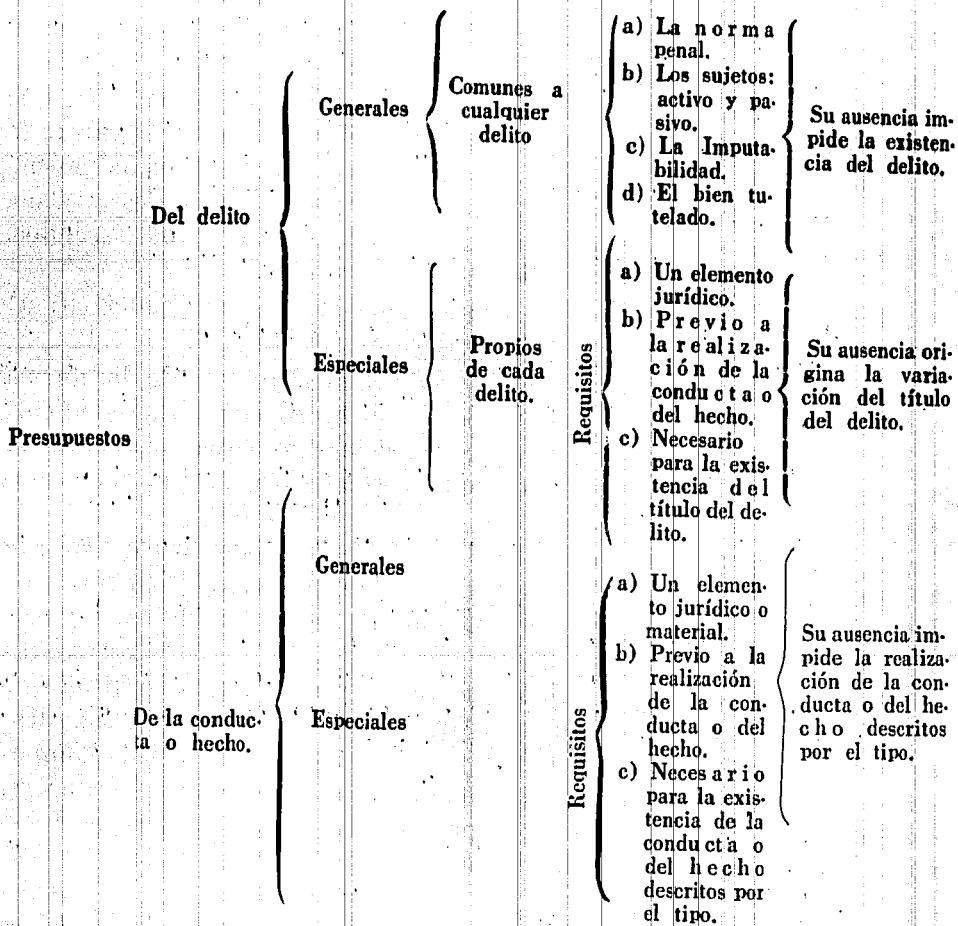 Presupuestos
Del delito
Generales
Comunes a
cualquier
delito
a) La norma
penal.
b) Los sujetos:
activo y pa-
sivo.
c) La Imputa-
bilidad.
d) El bien tu-
telado.
Su ausencia im-
pide la existen-
cia del delito.
Especiales
Propios
de cada
delito.
Requisitos
a) Un elemento
jurídico.
b) Previo a
la realiza-
ción de la
conducta o
del hecho.
c) Necesario
para la exis-
tencia del
título del de-
lito.
Su ausencia ori-
gina la varia-
ción del título
del delito.
De la conduc-
ta o hecho.
Generales
Especiales
Requisitos
a) Un elemen-
to jurídico o
material.
b) Previo a la
realización
de la con-
ducta o del
hecho.
c) Necesario
para la exis-
tencia de la
conducta o
del hecho
descritos por
el tipo.
Su ausencia im-
pide la realiza-
ción de la con-
ducta o del he-
cho descritos
por el tipo.